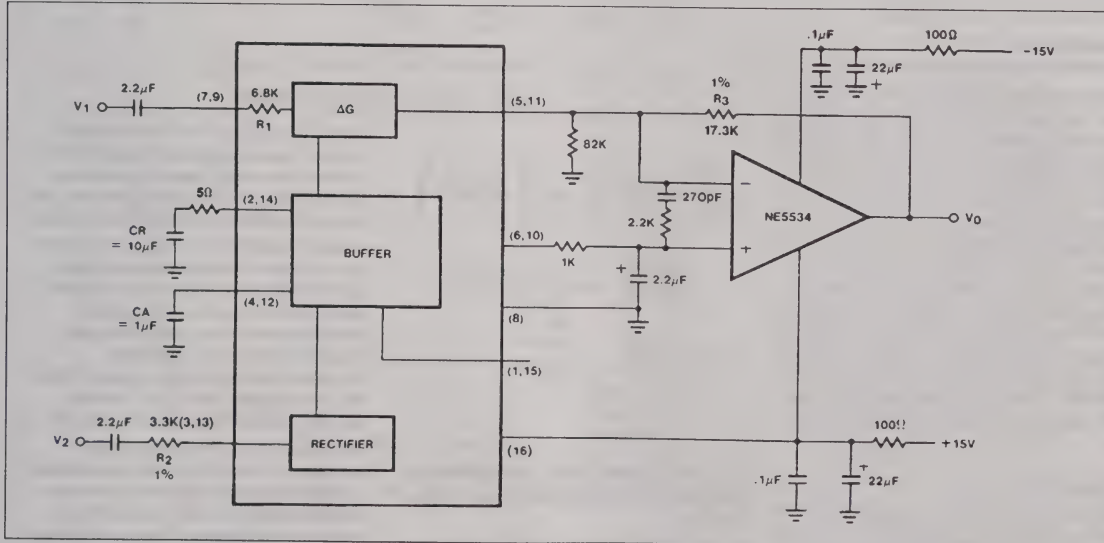 .1µF
100Ω
−15V
22µF
+
2.2µF
V1
(7,9)
6.8K
R1
ΔG
(5,11)
1%
R3
17.3K
82K
270pF
−
NE5534
VO
5Ω
(2,14)
2.2K
CR
= 10µF
BUFFER
(6,10)
1K
+
+
2.2µF
(4,12)
CA
= 1µF
(8)
(1,15)
2.2µF
3.3K(3,13)
V2
R2
1%
RECTIFIER
(16)
100Ω
+15V
.1µF
+
22µF